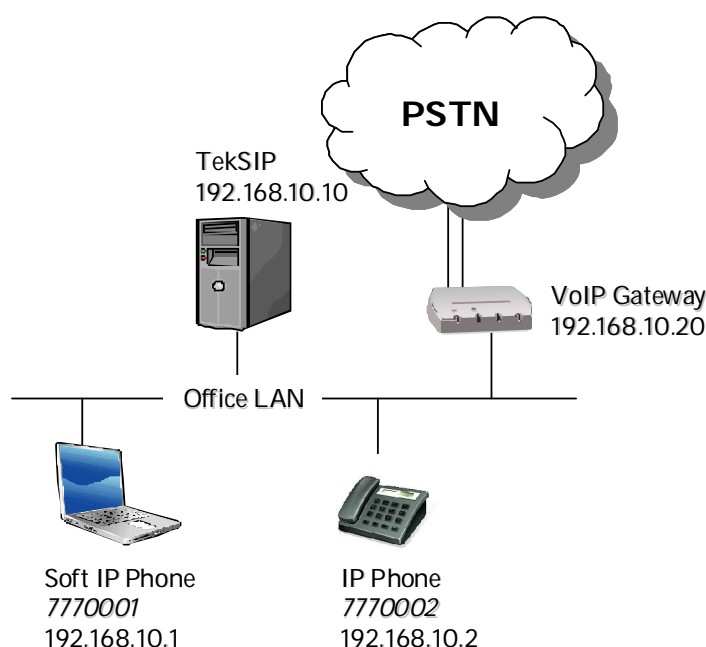 PSTN
TekSIP
192.168.10.10
VoIP Gateway
192.168.10.20
Office LAN
Soft IP Phone
7770001
192.168.10.1
IP Phone
7770002
192.168.10.2